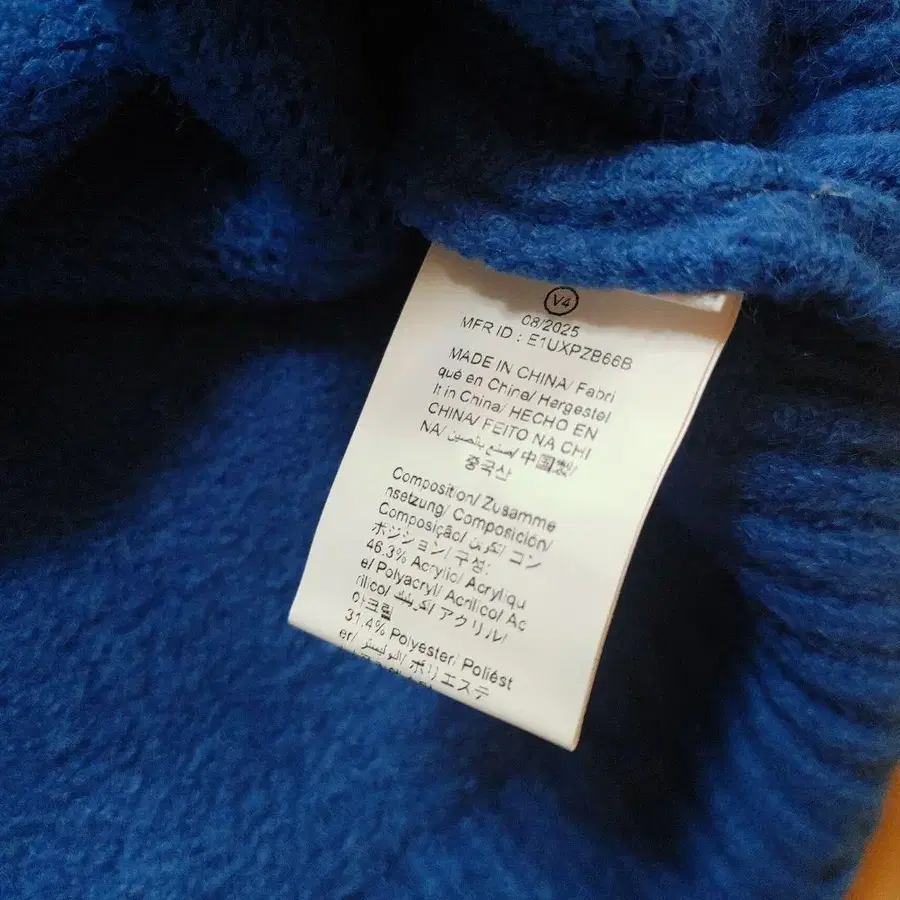 V4
08/2025
MFR ID : E1UXPZB66B
MADE IN CHINA/ Fabri
qué en Chine/ Hergestel
lt in China/ HECHO EN
CHINA/ FEITO NA CHI
NA/ صنع بالصين/ 中国製/
중국산
Composition/ Zusamme
nsetzung/ Composición/
Composição/ التكوين/ コン
ポジション/ 구성:
46.3% Acrylic/ Acryliqu
e/ Polyacryl/ Acrílico/ Ac
rílico/ أكريليك/ アクリル/
아크릴
31.4% Polyester/ Poliést
er/ البوليستر/ ポリエステ